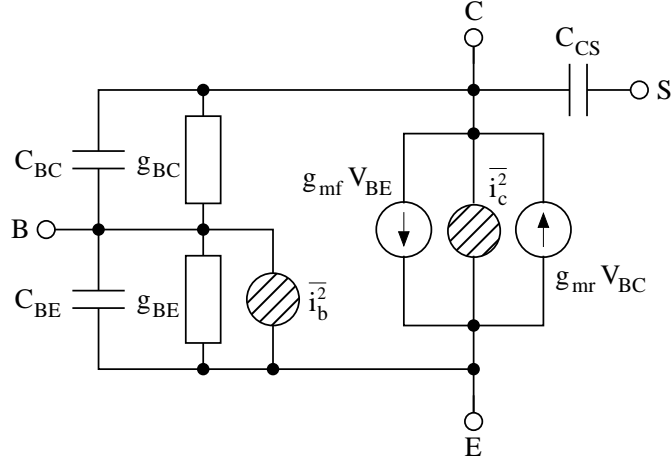 C
C_CS
S
C_BC
g_BC
g_mf V_BE
i_c^2
B
C_BE
g_BE
i_b^2
g_mr V_BC
E